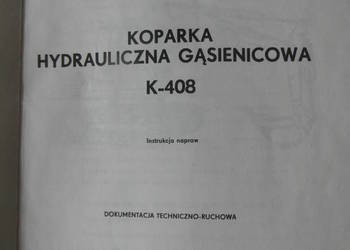 KOPARKA
HYDRAULICZNA GĄSIENICOWA
K-408
Instrukcja napraw
DOKUMENTACJA TECHNICZNO-RUCHOWA